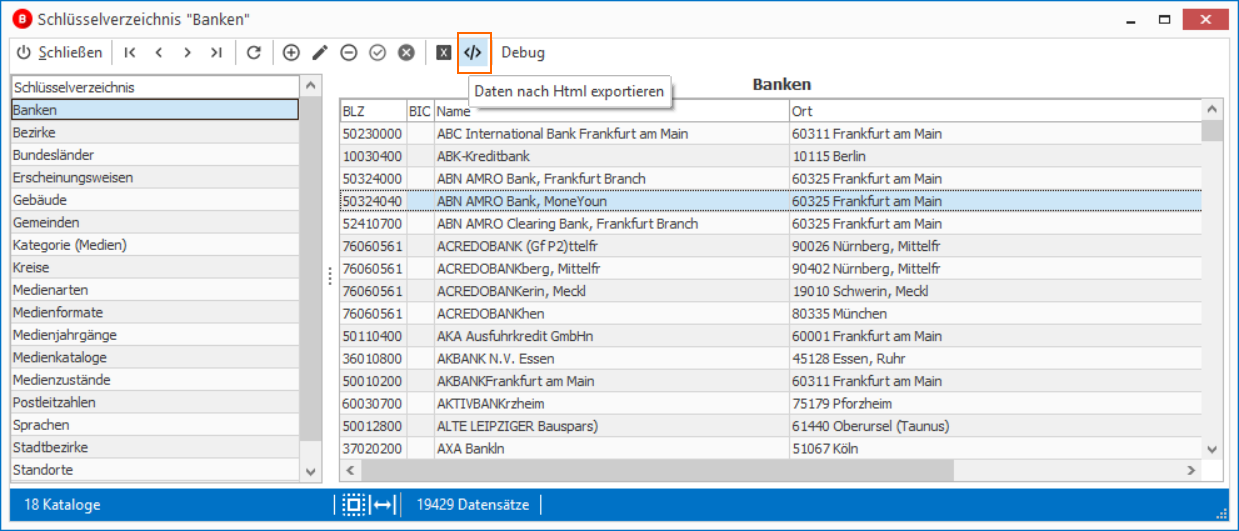 B Schlüsselverzeichnis "Banken"
Schließen X </> Debug
Daten nach Html exportieren
Schlüsselverzeichnis
Banken
Bezirke
Bundesländer
Erscheinungsweisen
Gebäude
Gemeinden
Kategorie (Medien)
Kreise
Medienarten
Medienformate
Medienjahrgänge
Medienkataloge
Medienzustände
Postleitzahlen
Sprachen
Stadtbezirke
Standorte
Banken
BLZ BIC Name Ort
50230000 ABC International Bank Frankfurt am Main 60311 Frankfurt am Main
10030400 ABK-Kreditbank 10115 Berlin
50324000 ABN AMRO Bank, Frankfurt Branch 60325 Frankfurt am Main
50324040 ABN AMRO Bank, MoneYoun 60325 Frankfurt am Main
52410700 ABN AMRO Clearing Bank, Frankfurt Branch 60325 Frankfurt am Main
76060561 ACREDOBANK (Gf P2)ttelfr 90026 Nürnberg, Mittelfr
76060561 ACREDOBANKberg, Mittelfr 90402 Nürnberg, Mittelfr
76060561 ACREDOBANKerin, Meckl 19010 Schwerin, Meckl
76060561 ACREDOBANKhen 80335 München
50110400 AKA Ausfuhrkredit GmbHn 60001 Frankfurt am Main
36010800 AKBANK N.V. Essen 45128 Essen, Ruhr
50010200 AKBANKFrankfurt am Main 60311 Frankfurt am Main
60030700 AKTIVBANKrzheim 75179 Pforzheim
50012800 ALTE LEIPZIGER Bauspars) 61440 Oberursel (Taunus)
37020200 AXA Bankln 51067 Köln
18 Kataloge 19429 Datensätze